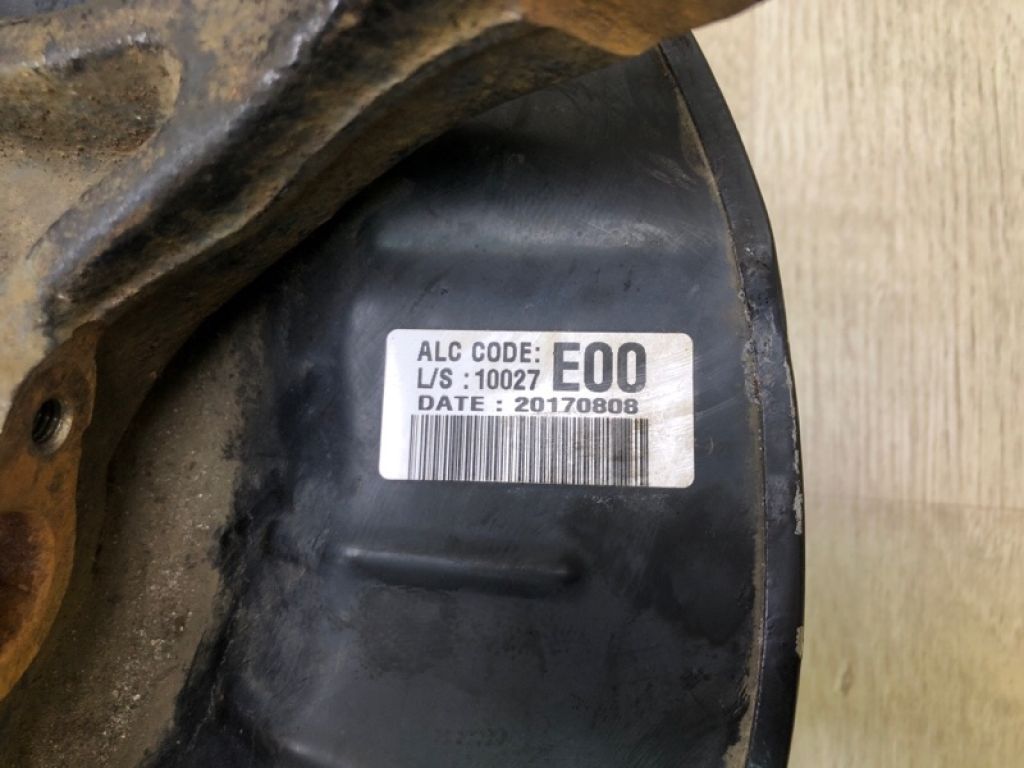 ALC CODE: E00
L/S : 10027
DATE : 20170808